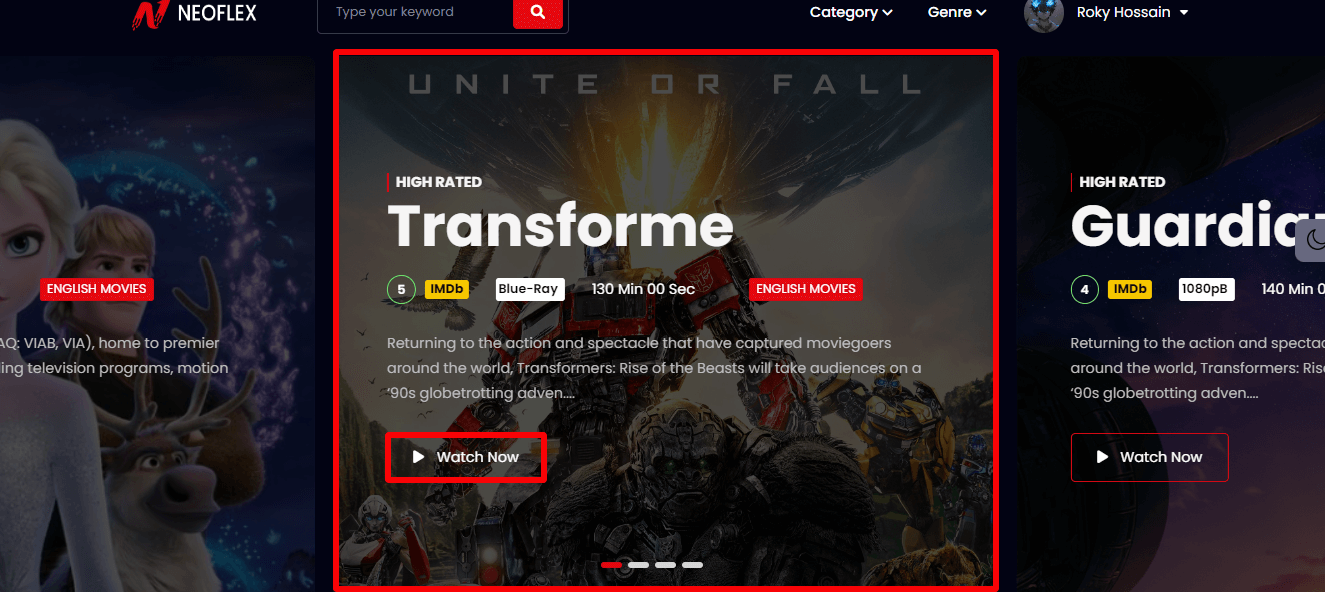 NEOFLEX
Type your keyword
Category
Genre
Roky Hossain
UNITE OR FALL
ENGLISH MOVIES
AQ: VIAB, VIA), home to premier
ing television programs, motion
HIGH RATED
Transforme
5 IMDb Blue-Ray 130 Min 00 Sec ENGLISH MOVIES
Returning to the action and spectacle that have captured moviegoers
around the world, Transformers: Rise of the Beasts will take audiences on a
‘90s globetrotting adven....
Watch Now
HIGH RATED
Guardia
4 IMDb 1080pB 140 Min 0
Returning to the action and specta
around the world, Transformers: Ris
‘90s globetrotting adven....
Watch Now